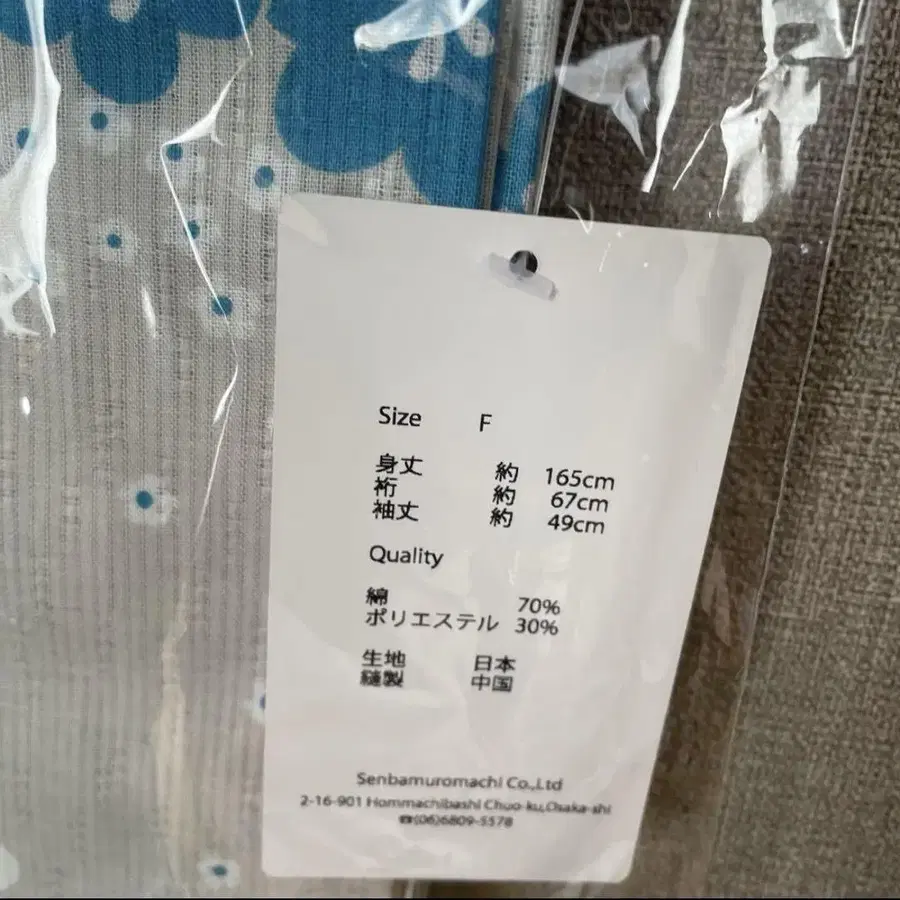 Size F
身丈 約 165cm
裄 約 67cm
袖丈 約 49cm
Quality
綿 70%
ポリエステル 30%
生地 日本
縫製 中国
Senbamuromachi Co.,Ltd
2-16-901 Hommachibashi Chuo-ku,Osaka-shi
☎(06)6809-5578